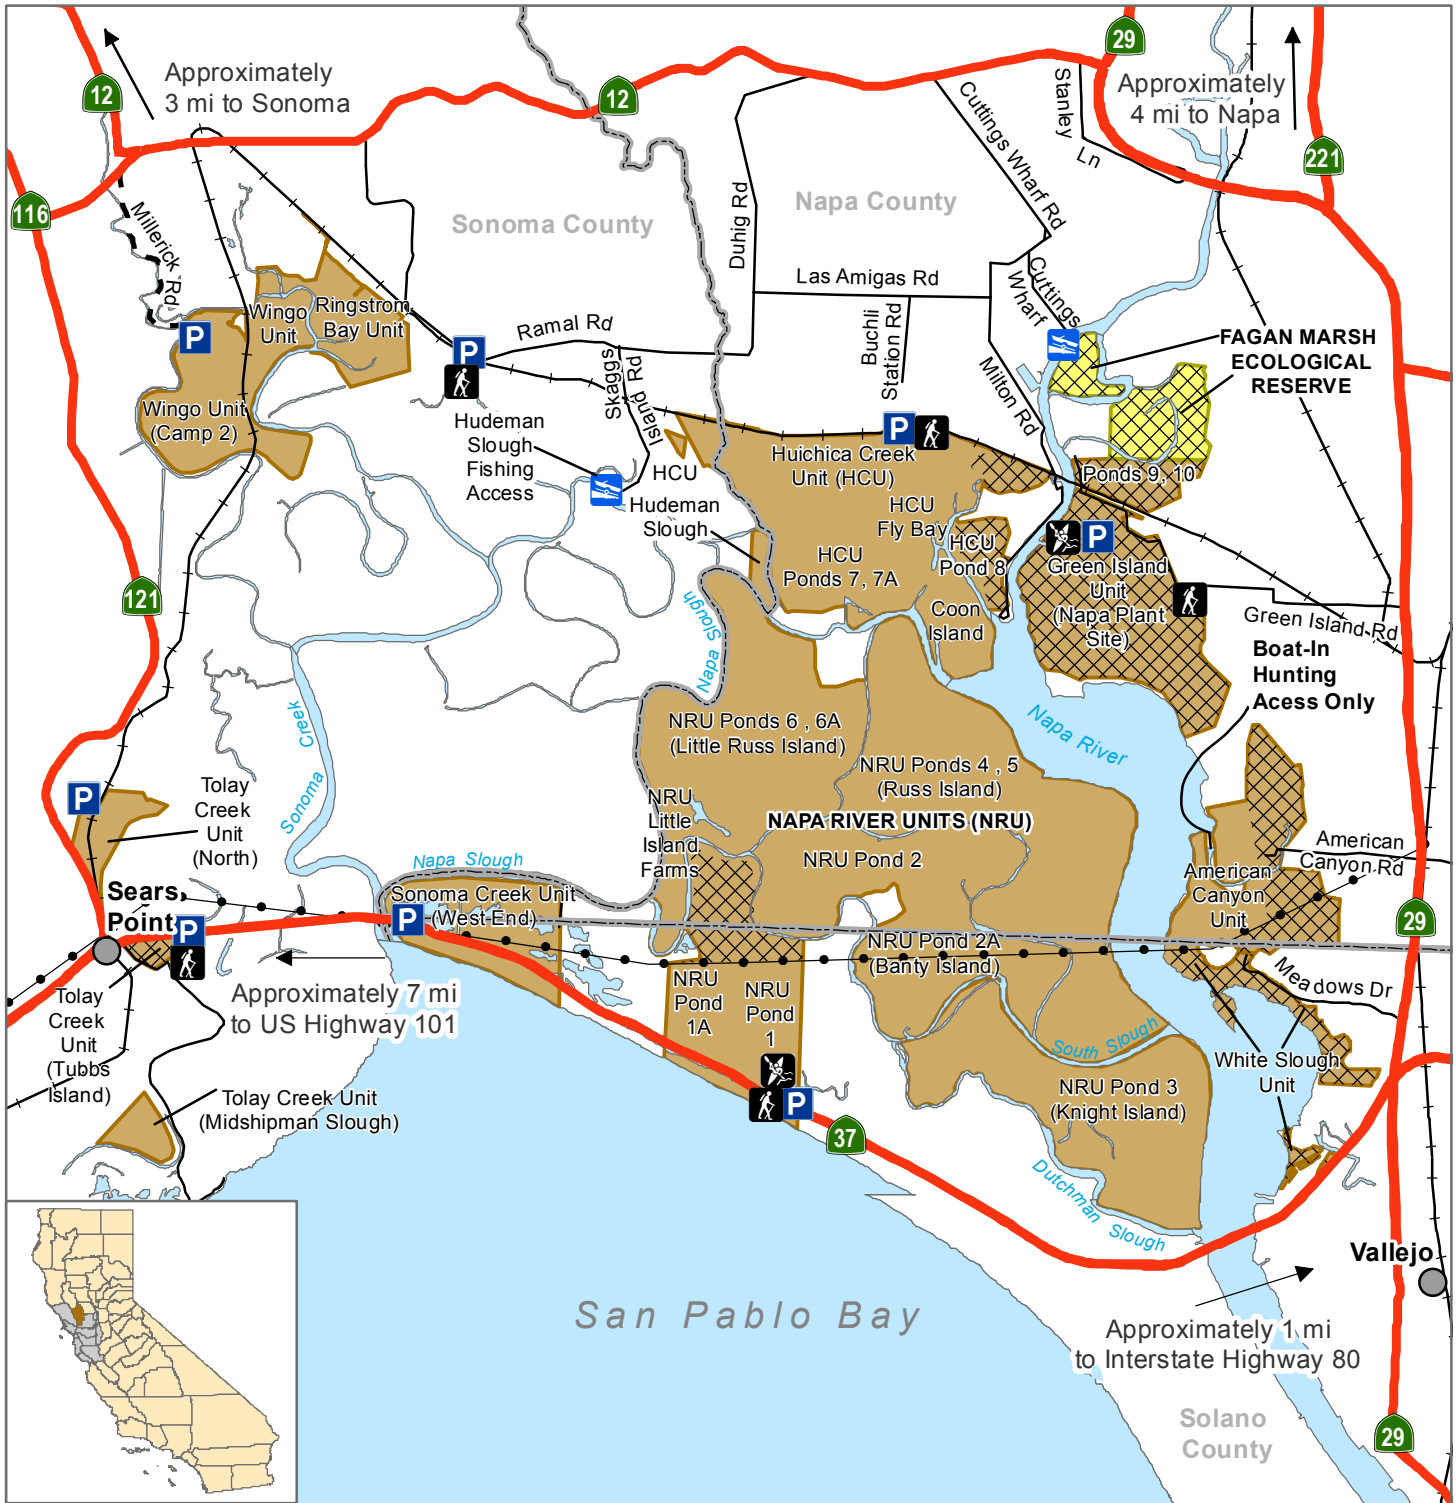 29
12
Approximately
3 mi to Sonoma
12
Stanley
Ln
Approximately
4 mi to Napa
221
116
Millerick Rd
Sonoma County
Napa County
Duhig Rd
Cuttings Wharf Rd
Las Amigas Rd
Cuttings
Wharf
Buchli
Station Rd
Milton Rd
Wingo
Unit
Ringstrom
Bay Unit
Ramal Rd
Skaggs
Island Rd
FAGAN MARSH
ECOLOGICAL
RESERVE
P
P
P
P
Wingo Unit
(Camp 2)
Hudeman
Slough
Fishing
Access
HCU
Hudeman
Slough
Huichica Creek
Unit (HCU)
HCU
Fly Bay
HCU
Pond 8
HCU
Ponds 7, 7A
Coon
Island
Ponds 9, 10
Green Island
Unit
(Napa Plant
Site)
Green Island Rd
121
Boat-In
Hunting
Acess Only
Napa Slough
Napa River
Sonoma Creek
NRU Ponds 6 , 6A
(Little Russ Island)
NRU Ponds 4 , 5
(Russ Island)
NAPA RIVER UNITS (NRU)
NRU Pond 2
NRU
Little
Island
Farms
P
Tolay
Creek
Unit
(North)
American
Canyon Rd
American
Canyon
Unit
Napa Slough
Sonoma Creek Unit
(West End)
P
Sears
Point
P
29
NRU Pond 2A
(Banty Island)
Meadows Dr
NRU
Pond
1A
NRU
Pond
1
Approximately 7 mi
to US Highway 101
Tolay
Creek
Unit
(Tubbs
Island)
South Slough
White Slough
Unit
NRU Pond 3
(Knight Island)
Tolay Creek Unit
(Midshipman Slough)
P
37
Dutchman Slough
Vallejo
San Pablo Bay
Approximately 1 mi
to Interstate Highway 80
Solano
County
29